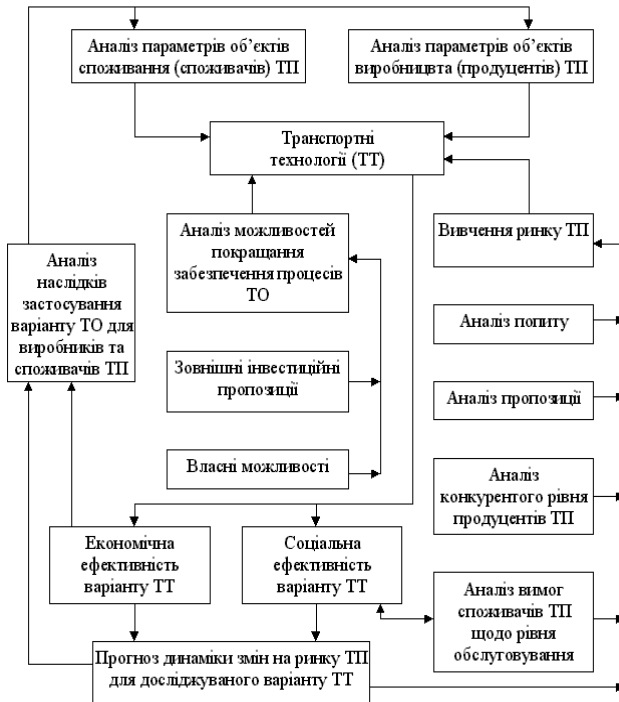 Аналіз параметрів об’єктів
споживання (споживачів) ТП
Аналіз параметрів об’єктів
виробницвта (продуцентів) ТП
Транспортні
технології (ТТ)
Аналіз можливостей
покращання
забезпечення процесів
ТО
Вивчення ринку ТП
Аналіз
наслідків
застосування
варіанту ТО для
виробників та
споживачів ТП
Аналіз попиту
Зовнішні інвестиційні
пропозиції
Аналіз пропозиції
Власні можливості
Аналіз
конкурентого рівня
продуцентів ТП
Економічна
ефективність
варіанту ТТ
Соціальна
ефективність
варіанту ТТ
Аналіз вимог
споживачів ТП
щодо рівня
обслуговування
Прогноз динаміки змін на ринку ТП
для досліджуваного варіанту ТТ